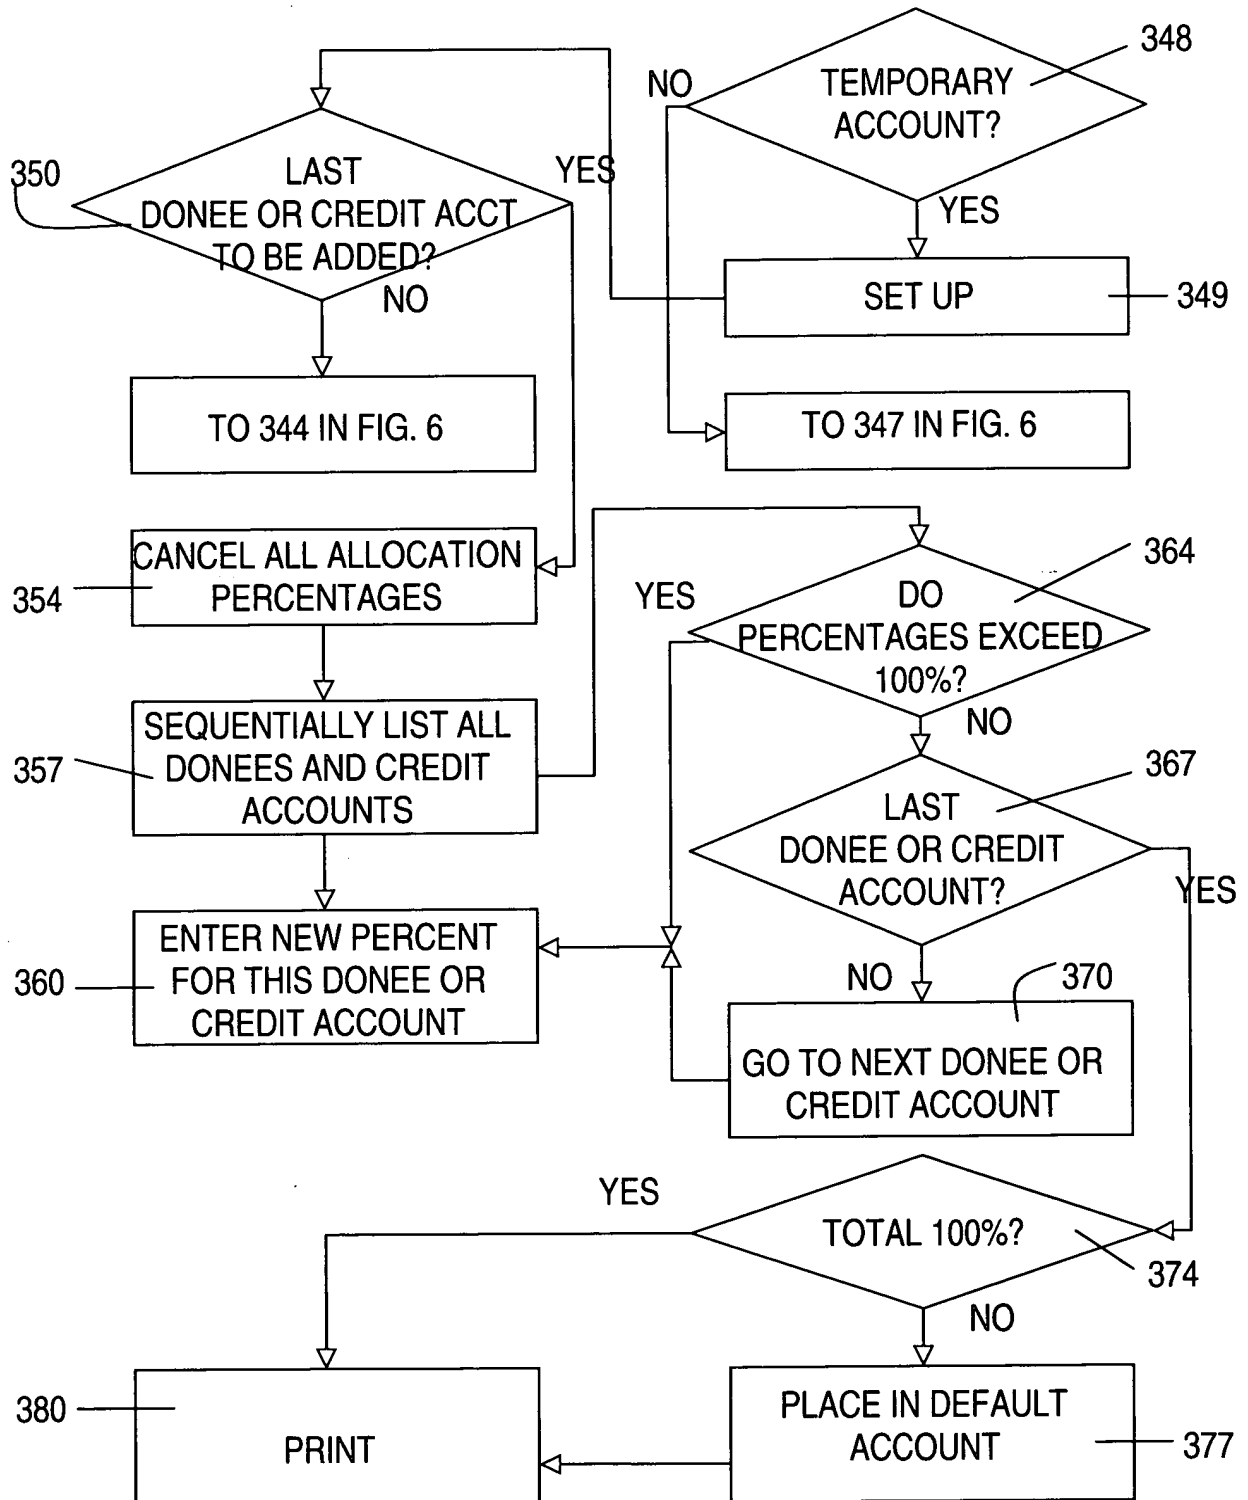 348
TEMPORARY
ACCOUNT?
NO
YES
350
LAST
DONEE OR CREDIT ACCT
TO BE ADDED?
YES
NO
SET UP
349
TO 344 IN FIG. 6
TO 347 IN FIG. 6
CANCEL ALL ALLOCATION
PERCENTAGES
354
364
YES
DO
PERCENTAGES EXCEED
100%?
NO
SEQUENTIALLY LIST ALL
DONEES AND CREDIT
ACCOUNTS
357
367
LAST
DONEE OR CREDIT
ACCOUNT?
YES
NO
ENTER NEW PERCENT
FOR THIS DONEE OR
CREDIT ACCOUNT
360
370
GO TO NEXT DONEE OR
CREDIT ACCOUNT
YES
TOTAL 100%?
374
NO
380
PRINT
PLACE IN DEFAULT
ACCOUNT
377